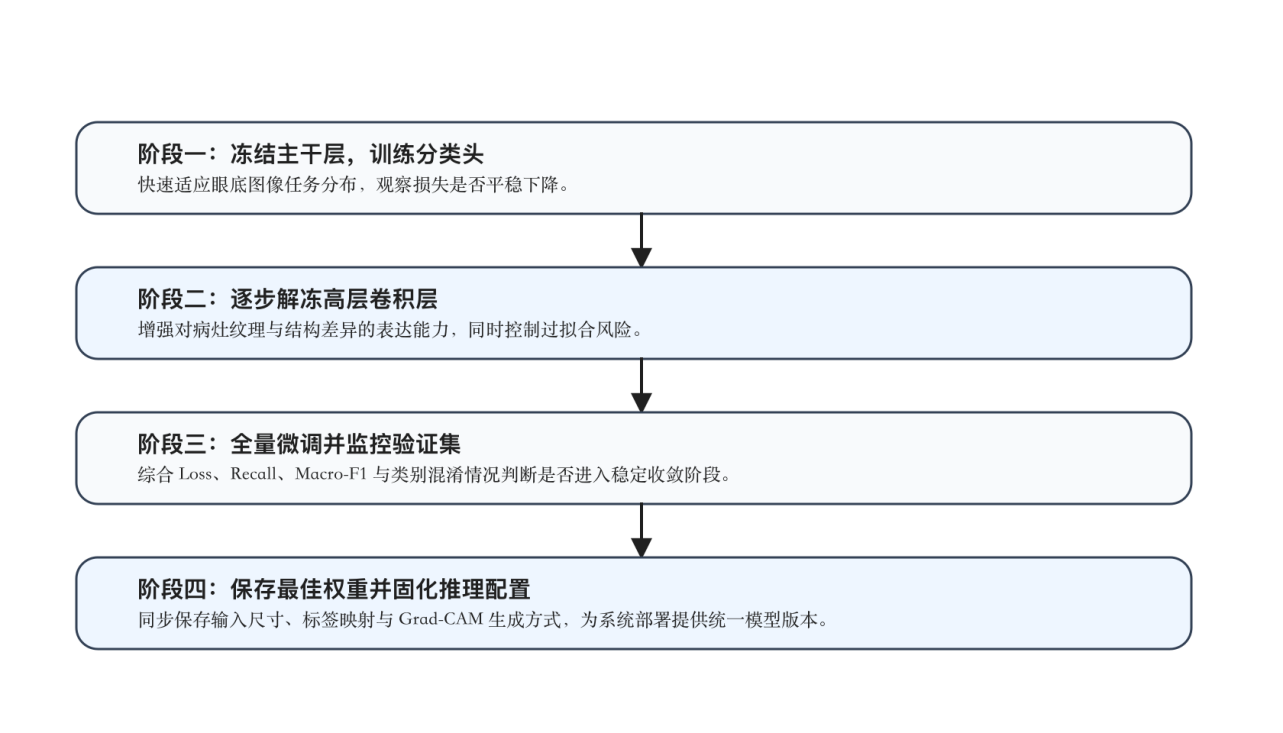 阶段一：冻结主干层，训练分类头
快速适应眼底图像任务分布，观察损失是否平稳下降。
阶段二：逐步解冻高层卷积层
增强对病灶纹理与结构差异的表达能力，同时控制过拟合风险。
阶段三：全量微调并监控验证集
综合 Loss、Recall、Macro-F1 与类别混淆情况判断是否进入稳定收敛阶段。
阶段四：保存最佳权重并固化推理配置
同步保存输入尺寸、标签映射与 Grad-CAM 生成方式，为系统部署提供统一模型版本。